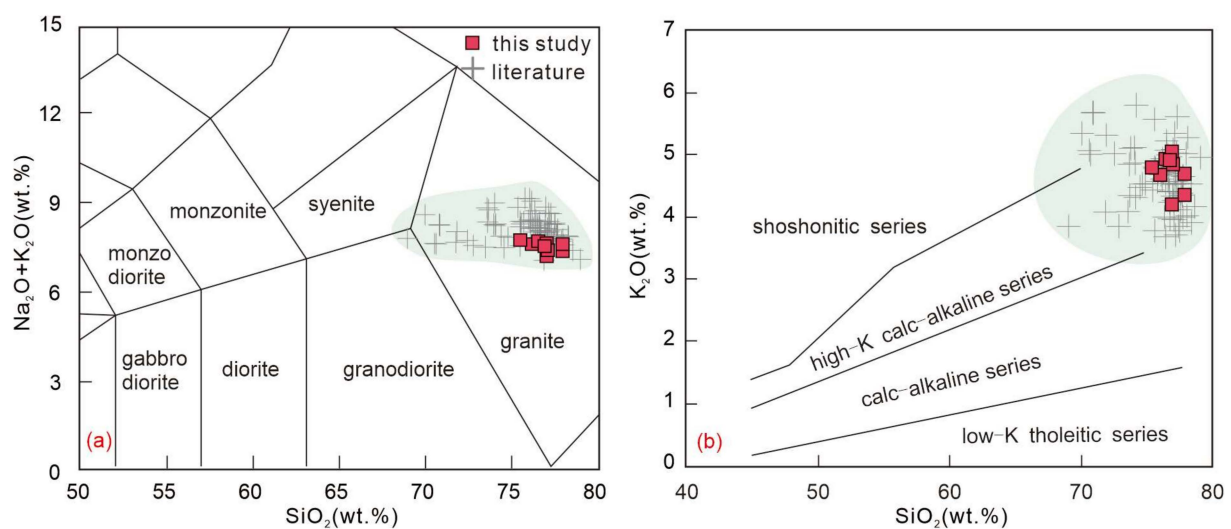 15
12
9
6
3
0
Na₂O+K₂O(wt.%)
this study
literature
monzonite
syenite
monzo
diorite
gabbro
diorite
diorite
granodiorite
granite
(a)
50
55
60
65
70
75
80
SiO₂(wt.%)
7
6
5
4
3
2
1
0
K₂O(wt.%)
shoshonitic series
high-K calc-alkaline series
calc-alkaline series
low-K tholeitic series
(b)
40
50
60
70
80
SiO₂(wt.%)